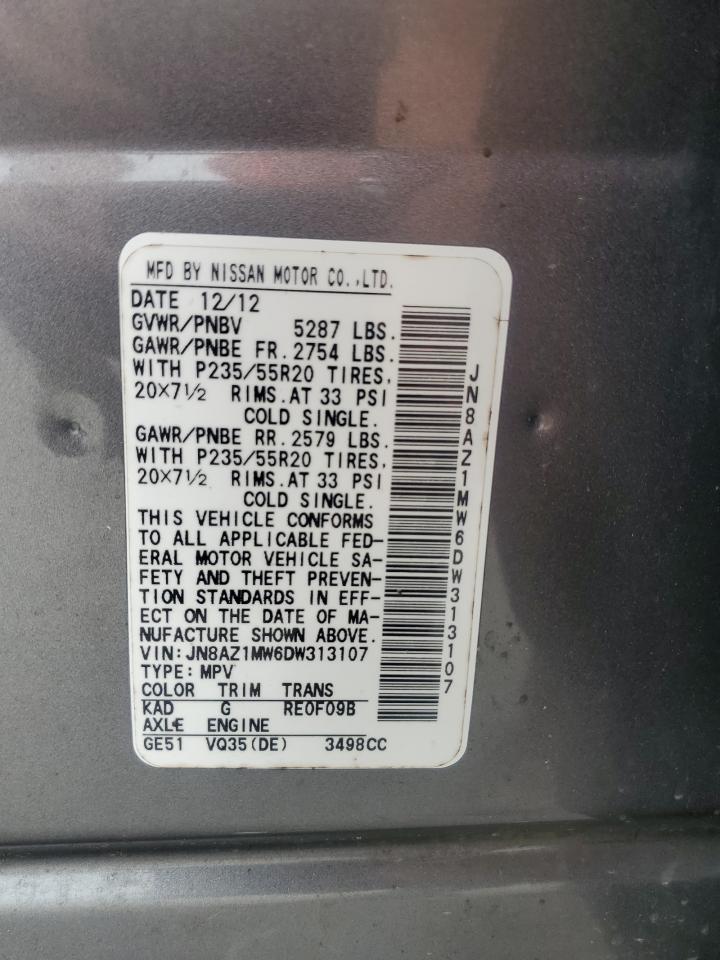 MFD BY NISSAN MOTOR CO.,LTD.
DATE 12/12
GVWR/PNBV 5287 LBS.
GAWR/PNBE FR. 2754 LBS.
WITH P235/55R20 TIRES,
20×7½ RIMS. AT 33 PSI
COLD SINGLE.
GAWR/PNBE RR. 2579 LBS.
WITH P235/55R20 TIRES,
20×7½ RIMS. AT 33 PSI
COLD SINGLE.
THIS VEHICLE CONFORMS
TO ALL APPLICABLE FED-
ERAL MOTOR VEHICLE SA-
FETY AND THEFT PREVEN-
TION STANDARDS IN EFF-
ECT ON THE DATE OF MA-
NUFACTURE SHOWN ABOVE.
VIN: JN8AZ1MW6DW313107
TYPE: MPV
COLOR TRIM TRANS
KAD G RE0F09B
AXLE ENGINE
GE51 VQ35(DE) 3498CC
JN8AZ1MW6DW313107